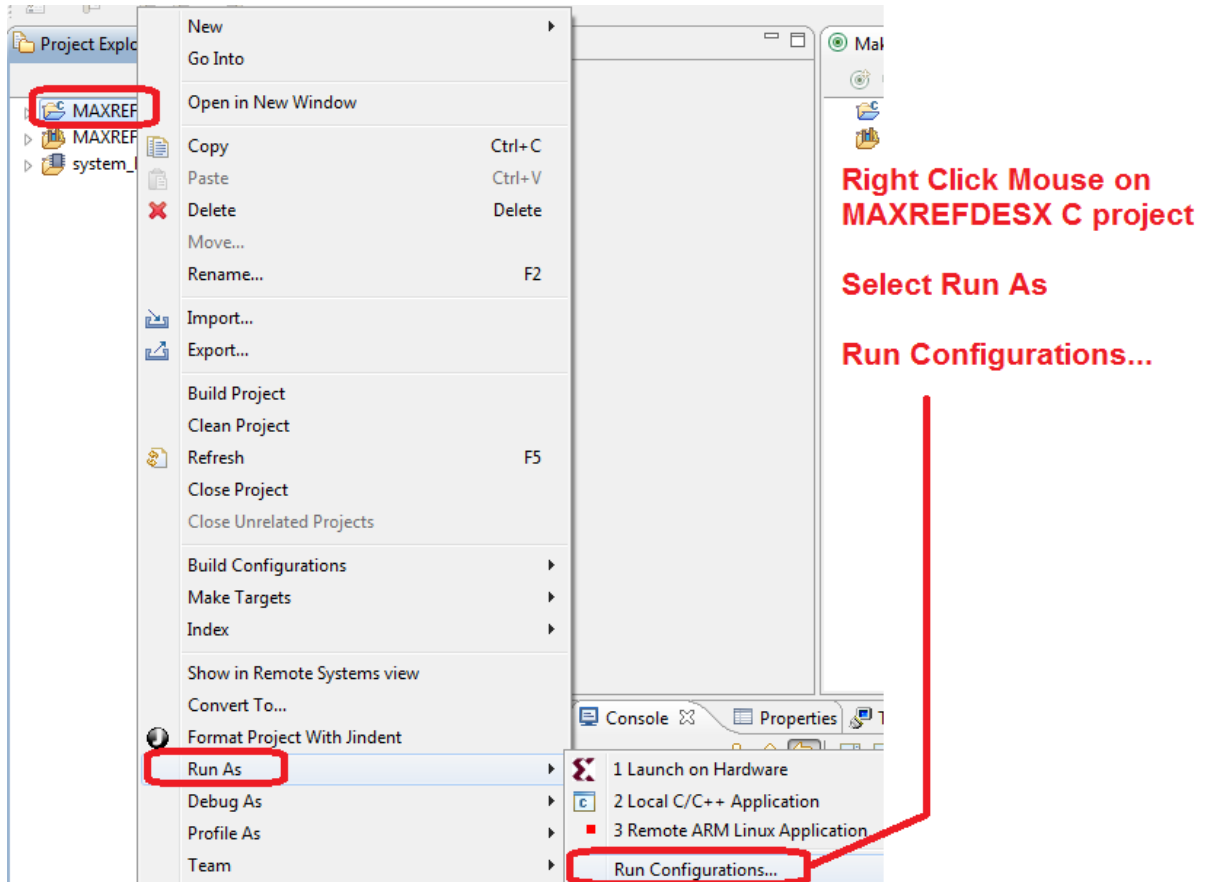 Project Explo
MAXREF
MAXREF
system_
New
Go Into
Open in New Window
Copy Ctrl+C
Paste Ctrl+V
Delete Delete
Move...
Rename... F2
Import...
Export...
Build Project
Clean Project
Refresh F5
Close Project
Close Unrelated Projects
Build Configurations
Make Targets
Index
Show in Remote Systems view
Convert To...
Format Project With Jindent
Run As
Debug As
Profile As
Team
1 Launch on Hardware
2 Local C/C++ Application
3 Remote ARM Linux Application
Run Configurations...
Console
Properties
T
Mak
Right Click Mouse on
MAXREFDESX C project
Select Run As
Run Configurations...